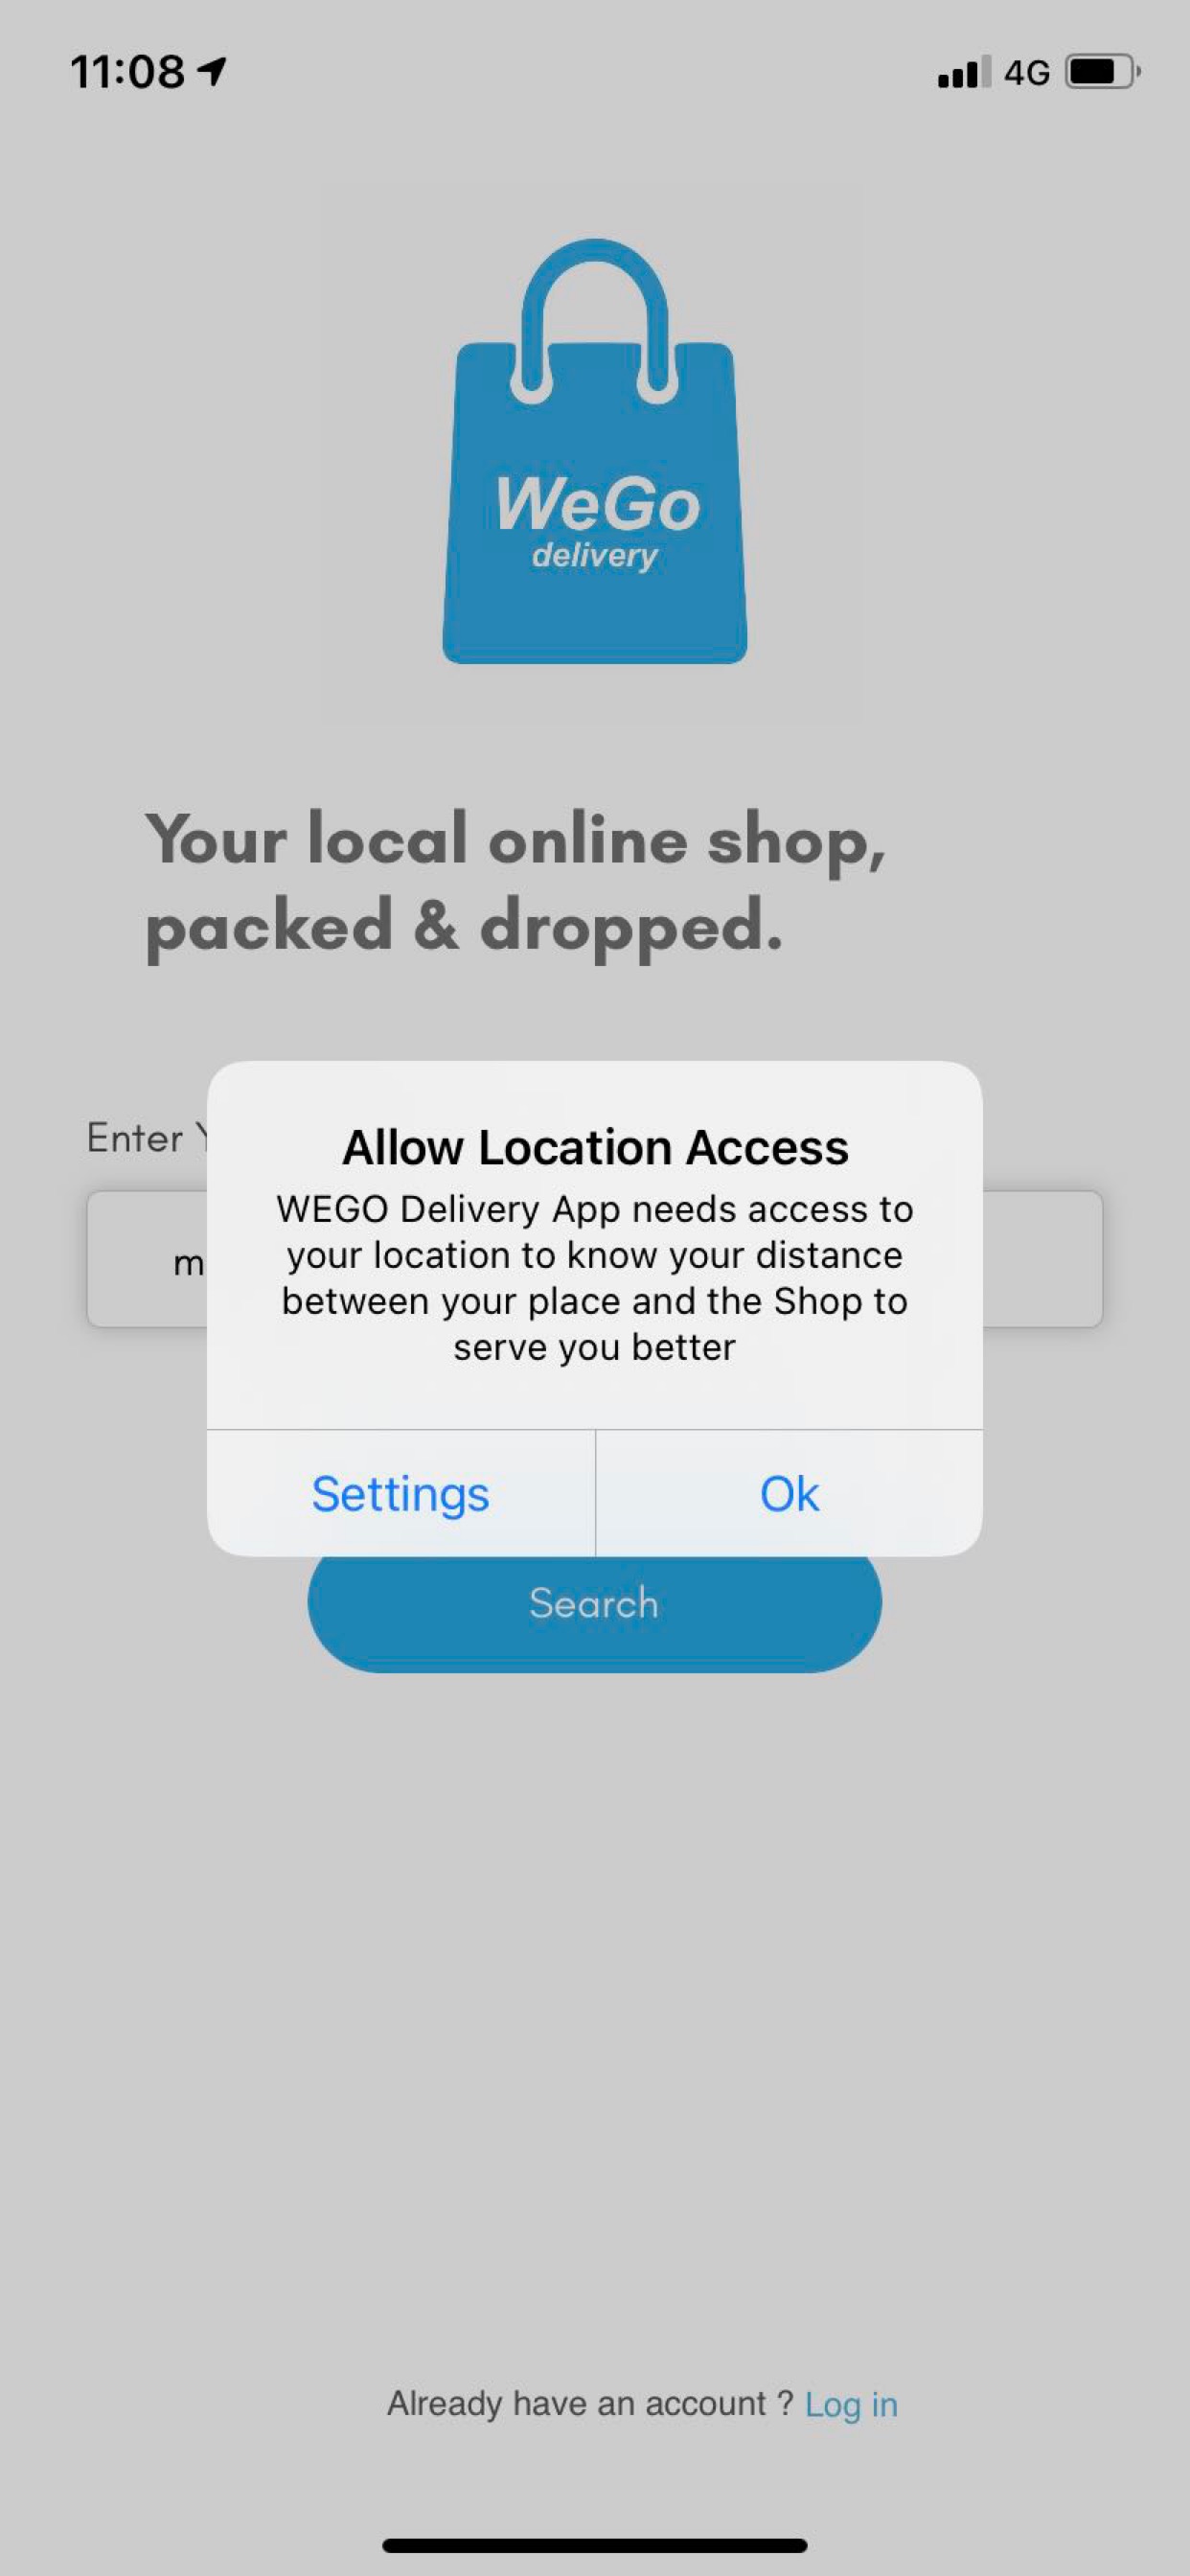 11:08
4G
WeGo
delivery
Your local online shop,
packed & dropped.
Enter
m
Allow Location Access
WEGO Delivery App needs access to
your location to know your distance
between your place and the Shop to
serve you better
Settings Ok
Search
Already have an account ? Log in